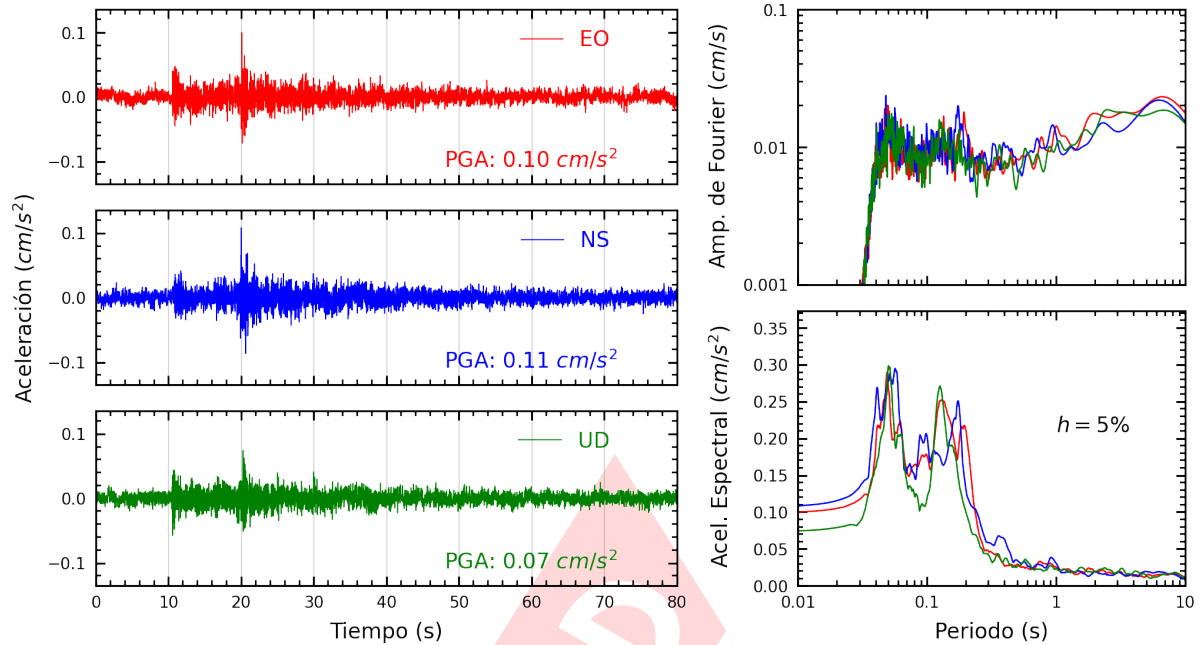 Aceleración (cm/s²)
0.1
0.0
−0.1
EO
PGA: 0.10 cm/s²
0.1
0.0
−0.1
NS
PGA: 0.11 cm/s²
0.1
0.0
−0.1
UD
PGA: 0.07 cm/s²
0 10 20 30 40 50 60 70 80
Tiempo (s)
Amp. de Fourier (cm/s)
0.1
0.01
0.001
Acel. Espectral (cm/s²)
0.35
0.30
0.25
0.20
0.15
0.10
0.05
0.00
h = 5%
0.01 0.1 1 10
Periodo (s)